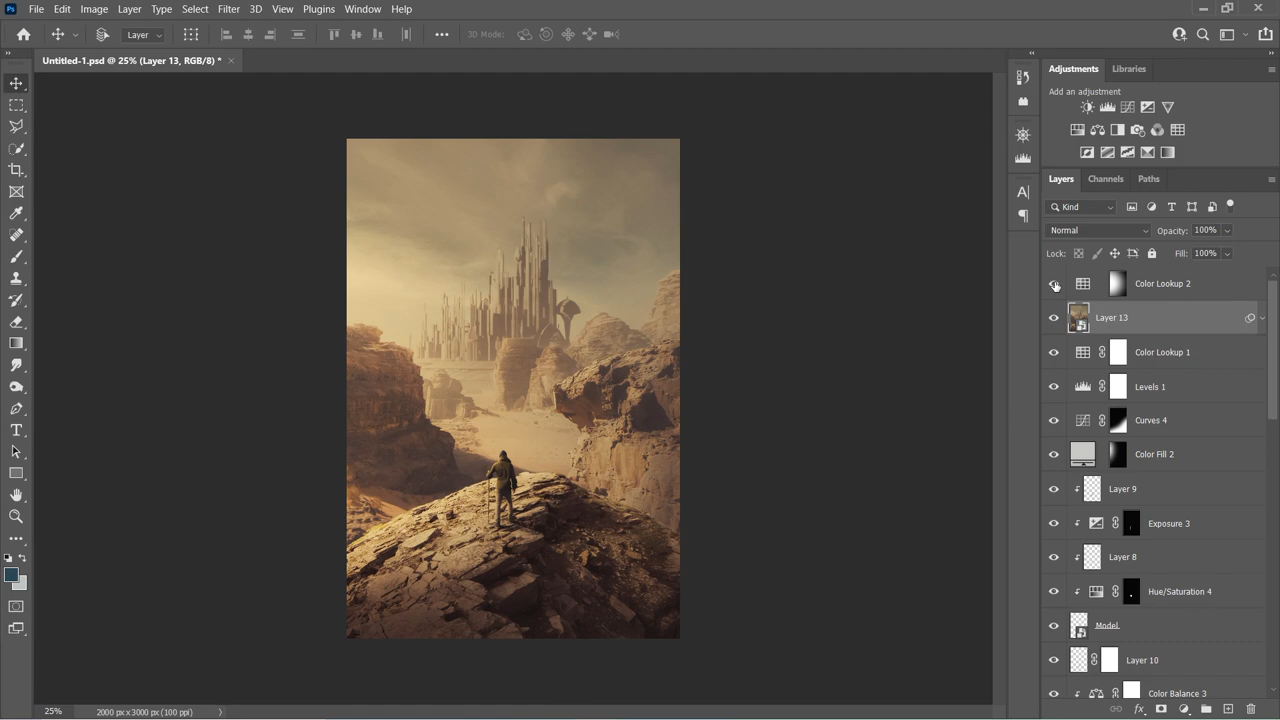 Ps File Edit Image Layer Type Select Filter 3D View Plugins Window Help
Layer 3D Mode:
Untitled-1.psd @ 25% (Layer 13, RGB/8) *
Adjustments Libraries
Add an adjustment
Layers Channels Paths
Kind
Normal Opacity: 100%
Lock: Fill: 100%
Color Lookup 2
Layer 13
Color Lookup 1
Levels 1
Curves 4
Color Fill 2
Layer 9
Exposure 3
Layer 8
Hue/Saturation 4
Model
Layer 10
Color Balance 3
25% 2000 px x 3000 px (100 ppi)